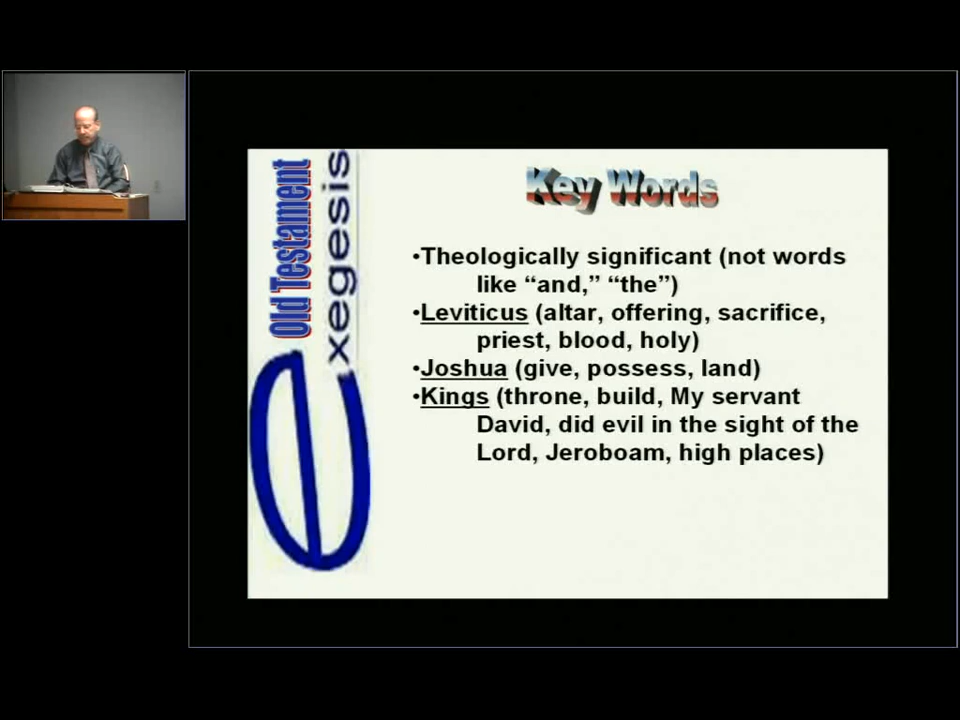 Old Testament
exegesis
Key Words
•Theologically significant (not words
like “and,” “the”)
•Leviticus (altar, offering, sacrifice,
priest, blood, holy)
•Joshua (give, possess, land)
•Kings (throne, build, My servant
David, did evil in the sight of the
Lord, Jeroboam, high places)